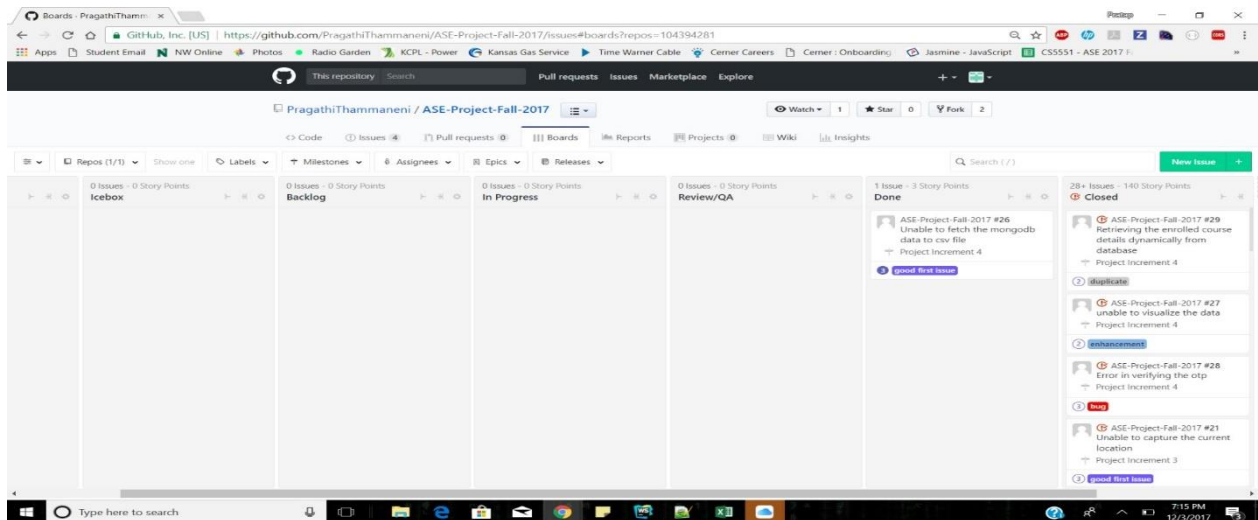 Boards - PragathiThamm
GitHub, Inc. [US] | https://github.com/PragathiThammaneni/ASE-Project-Fall-2017/issues#boards?repos=104394281
Apps Student Email NW Online Photos Radio Garden KCPL - Power Kansas Gas Service Time Warner Cable Cerner Careers Cerner : Onboarding Jasmine - JavaScript CS5551 - ASE 2017 F
This repository Search Pull requests Issues Marketplace Explore
PragathiThammaneni / ASE-Project-Fall-2017 Watch 1 Star 0 Fork 2
Code Issues 4 Pull requests 0 Boards Reports Projects 0 Wiki Insights
Repos (1/1) Show one Labels Milestones Assignees Epics Releases Search ( / ) New Issue +
0 Issues - 0 Story Points
Icebox
0 Issues - 0 Story Points
Backlog
0 Issues - 0 Story Points
In Progress
0 Issues - 0 Story Points
Review/QA
1 Issue - 3 Story Points
Done
ASE-Project-Fall-2017 #26
Unable to fetch the mongodb
data to csv file
Project Increment 4
3 good first issue
28+ Issues - 140 Story Points
Closed
ASE-Project-Fall-2017 #29
Retrieving the enrolled course
details dynamically from
database
Project Increment 4
2 duplicate
ASE-Project-Fall-2017 #27
unable to visualize the data
Project Increment 4
2 enhancement
ASE-Project-Fall-2017 #28
Error in verifying the otp
Project Increment 4
3 bug
ASE-Project-Fall-2017 #21
Unable to capture the current
location
Project Increment 3
3 good first issue
Type here to search
7:15 PM
12/3/2017